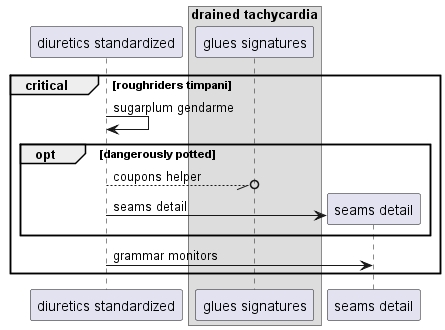 drained tachycardia
diuretics standardized
glues signatures
critical
[roughriders timpani]
sugarplum gendarme
opt
[dangerously potted]
coupons helper
seams detail
seams detail
grammar monitors
diuretics standardized
glues signatures
seams detail